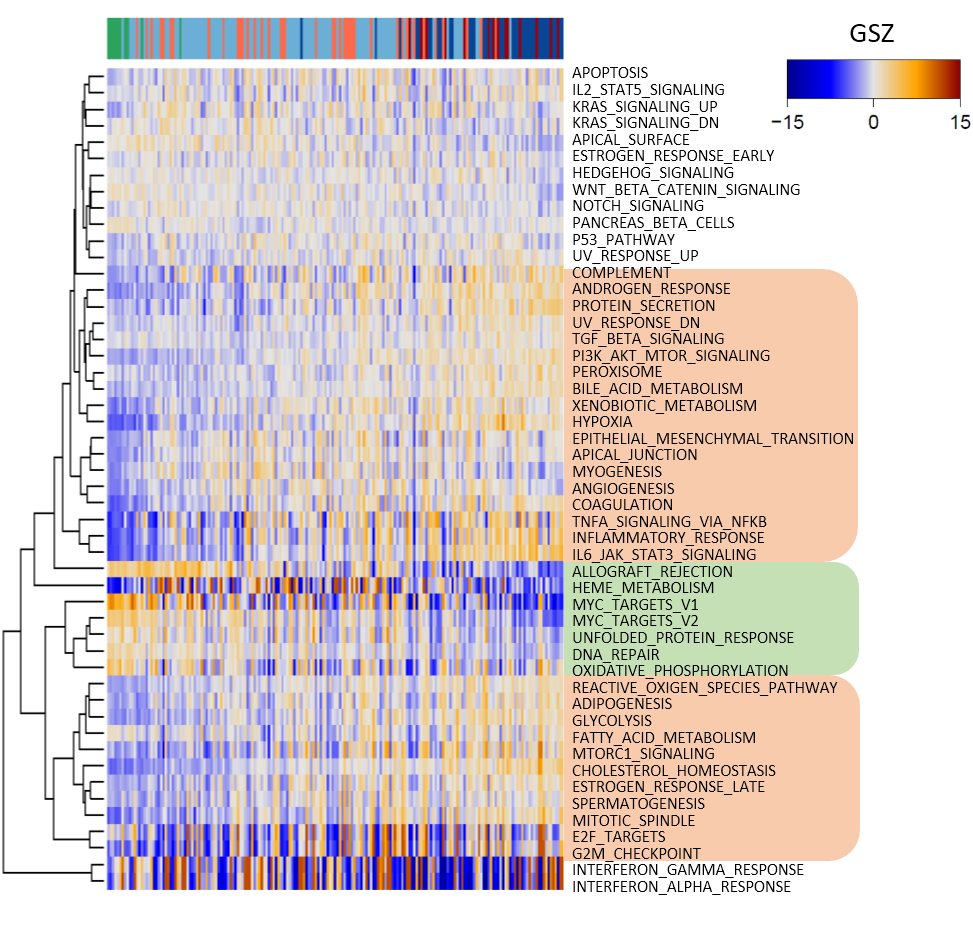 GSZ
−15 0 15
APOPTOSIS
IL2_STAT5_SIGNALING
KRAS_SIGNALING_UP
KRAS_SIGNALING_DN
APICAL_SURFACE
ESTROGEN_RESPONSE_EARLY
HEDGEHOG_SIGNALING
WNT_BETA_CATENIN_SIGNALING
NOTCH_SIGNALING
PANCREAS_BETA_CELLS
P53_PATHWAY
UV_RESPONSE_UP
COMPLEMENT
ANDROGEN_RESPONSE
PROTEIN_SECRETION
UV_RESPONSE_DN
TGF_BETA_SIGNALING
PI3K_AKT_MTOR_SIGNALING
PEROXISOME
BILE_ACID_METABOLISM
XENOBIOTIC_METABOLISM
HYPOXIA
EPITHELIAL_MESENCHYMAL_TRANSITION
APICAL_JUNCTION
MYOGENESIS
ANGIOGENESIS
COAGULATION
TNFA_SIGNALING_VIA_NFKB
INFLAMMATORY_RESPONSE
IL6_JAK_STAT3_SIGNALING
ALLOGRAFT_REJECTION
HEME_METABOLISM
MYC_TARGETS_V1
MYC_TARGETS_V2
UNFOLDED_PROTEIN_RESPONSE
DNA_REPAIR
OXIDATIVE_PHOSPHORYLATION
REACTIVE_OXIGEN_SPECIES_PATHWAY
ADIPOGENESIS
GLYCOLYSIS
FATTY_ACID_METABOLISM
MTORC1_SIGNALING
CHOLESTEROL_HOMEOSTASIS
ESTROGEN_RESPONSE_LATE
SPERMATOGENESIS
MITOTIC_SPINDLE
E2F_TARGETS
G2M_CHECKPOINT
INTERFERON_GAMMA_RESPONSE
INTERFERON_ALPHA_RESPONSE